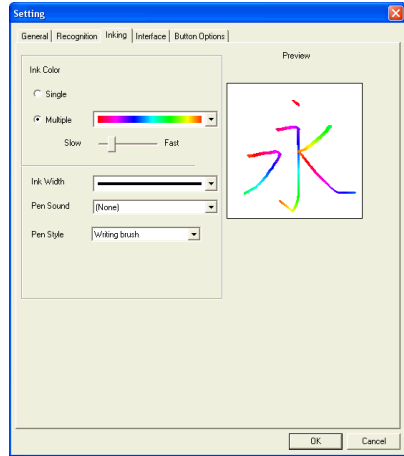 Setting
General Recognition Inking Interface Button Options
Preview
Ink Color
Single
Multiple
Slow Fast
Ink Width
Pen Sound (None)
Pen Style Writing brush
永
OK Cancel